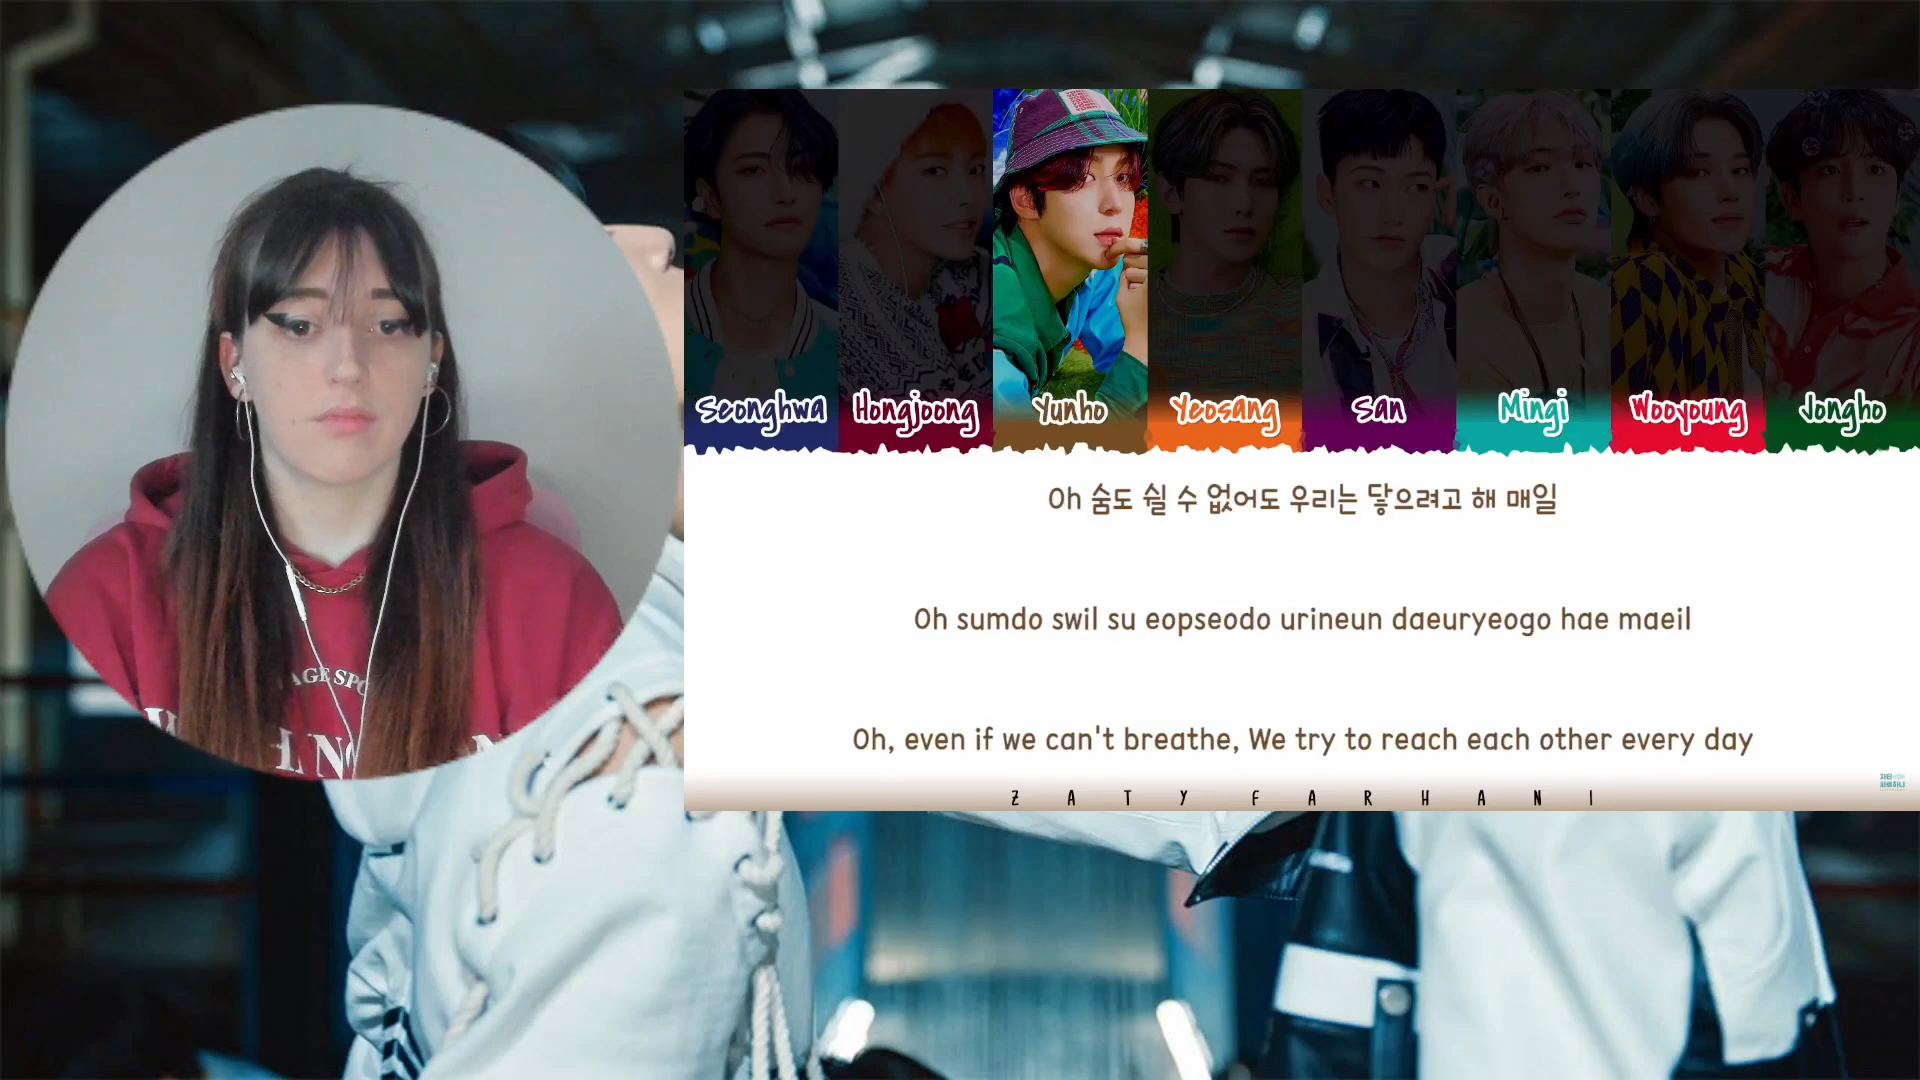 Seonghwa
Hongjoong
Yunho
Yeosang
San
Mingi
Wooyoung
Jongho
Oh 숨도 쉴 수 없어도 우리는 닿으려고 해 매일
Oh sumdo swil su eopseodo urineun daeuryeogo hae maeil
Oh, even if we can't breathe, We try to reach each other every day
ZATY FARHANI